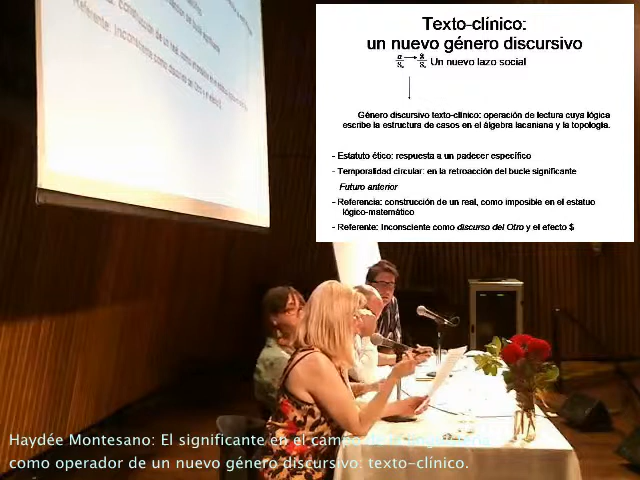 Texto-clínico:
un nuevo género discursivo
Un nuevo lazo social
Género discursivo texto-clínico: operación de lectura cuya lógica
escribe la estructura de casos en el álgebra lacaniana y la topología.
- Estatuto ético: respuesta a un padecer específico
- Temporalidad circular: en la retroacción del bucle significante
Futuro anterior
- Referencia: construcción de un real, como imposible en el estatuo
lógico-matemático
- Referente: Inconsciente como discurso del Otro y el efecto $
Haydée Montesano: El significante en el campo
como operador de un nuevo género discursivo: texto-clínico.